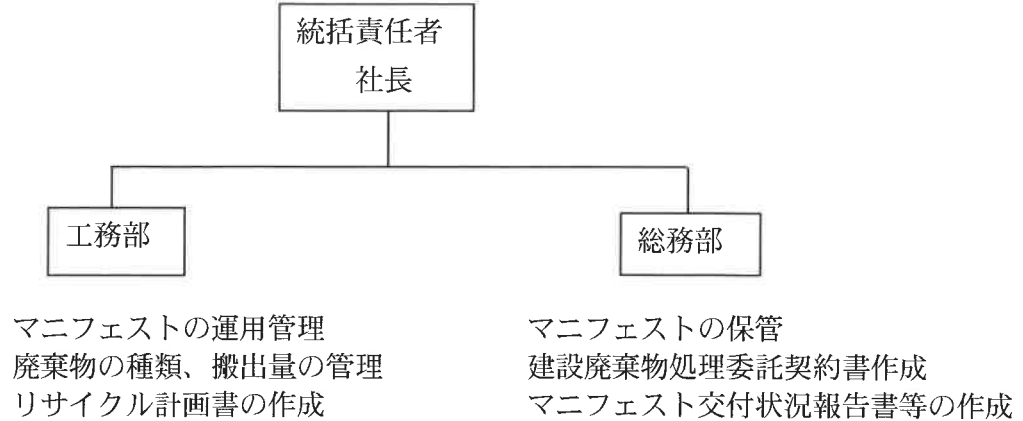 統括責任者
社長
工務部
総務部
マニフェストの運用管理
廃棄物の種類、搬出量の管理
リサイクル計画書の作成
マニフェストの保管
建設廃棄物処理委託契約書作成
マニフェスト交付状況報告書等の作成